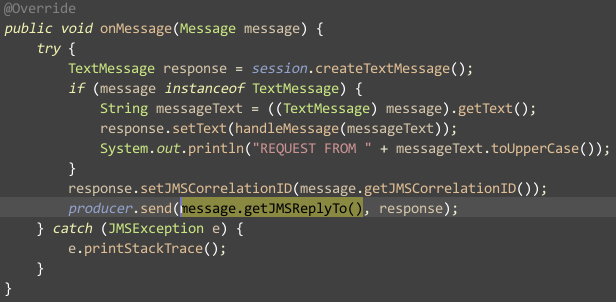 @Override
public void onMessage(Message message) {
    try {
        TextMessage response = session.createTextMessage();
        if (message instanceof TextMessage) {
            String messageText = ((TextMessage) message).getText();
            response.setText(handleMessage(messageText));
            System.out.println("REQUEST FROM " + messageText.toUpperCase());
        }
        response.setJMSCorrelationID(message.getJMSCorrelationID());
        producer.send(message.getJMSReplyTo(), response);
    } catch (JMSException e) {
        e.printStackTrace();
    }
}